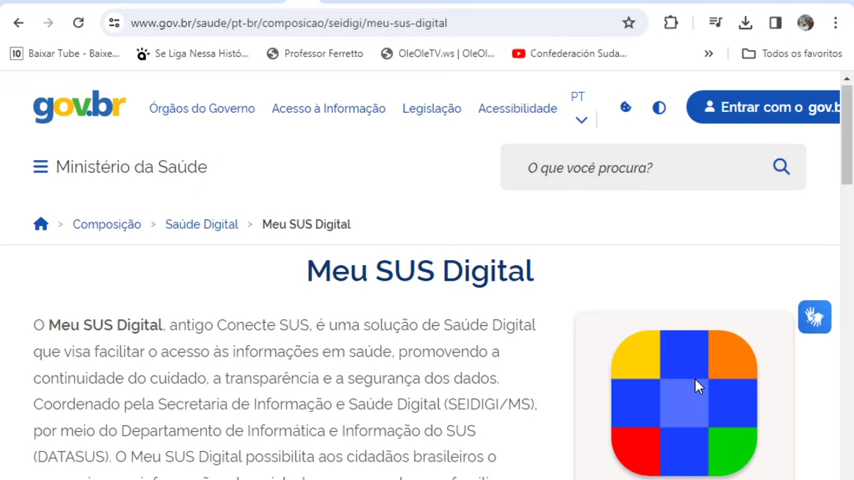 www.gov.br/saude/pt-br/composicao/seidigi/meu-sus-digital
10 Baixar Tube - Baixe... Se Liga Nessa Histó... Professor Ferretto OleOleTV.ws | OleOl... Confederación Suda... » Todos os favoritos
gov.br Órgãos do Governo Acesso à Informação Legislação Acessibilidade PT Entrar com o gov.b
Ministério da Saúde O que você procura?
Composição > Saúde Digital > Meu SUS Digital
Meu SUS Digital
O Meu SUS Digital, antigo Conecte SUS, é uma solução de Saúde Digital
que visa facilitar o acesso às informações em saúde, promovendo a
continuidade do cuidado, a transparência e a segurança dos dados.
Coordenado pela Secretaria de Informação e Saúde Digital (SEIDIGI/MS),
por meio do Departamento de Informática e Informação do SUS
(DATASUS). O Meu SUS Digital possibilita aos cidadãos brasileiros o